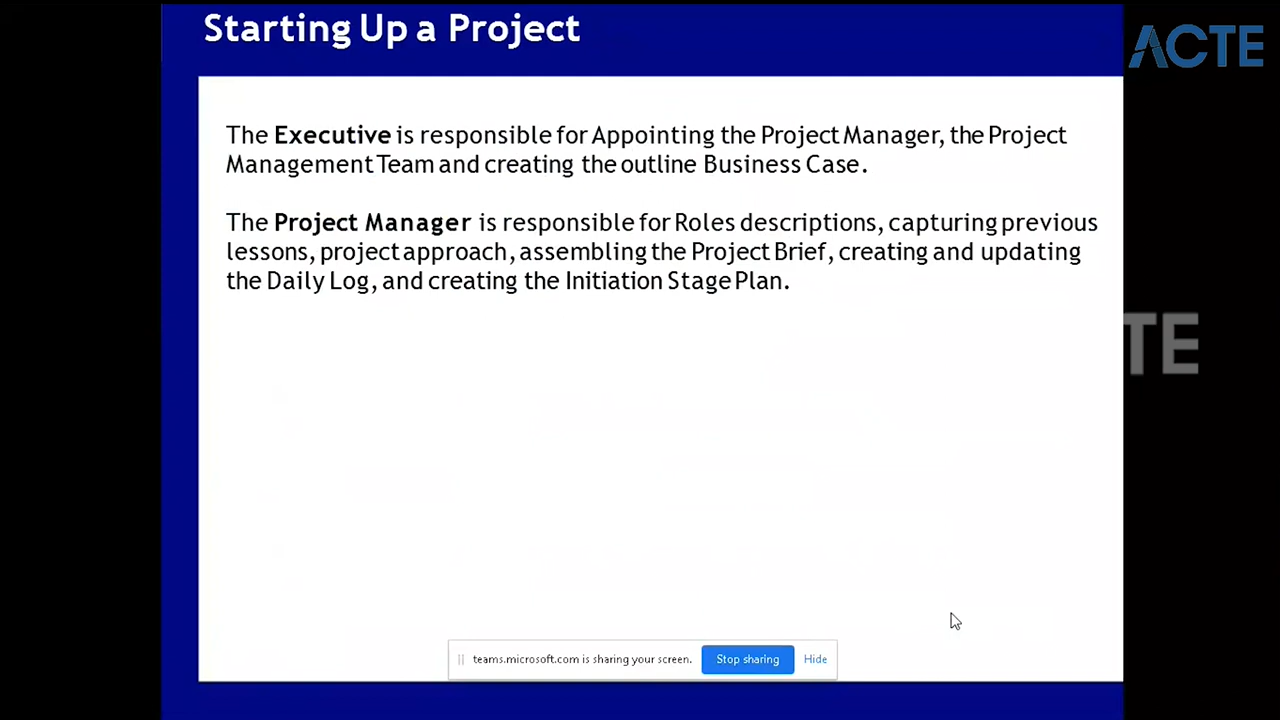 Starting Up a Project
ACTE
The Executive is responsible for Appointing the Project Manager, the Project
Management Team and creating the outline Business Case.
The Project Manager is responsible for Roles descriptions, capturing previous
lessons, project approach, assembling the Project Brief, creating and updating
the Daily Log, and creating the Initiation Stage Plan.
TE
teams.microsoft.com is sharing your screen. Stop sharing Hide